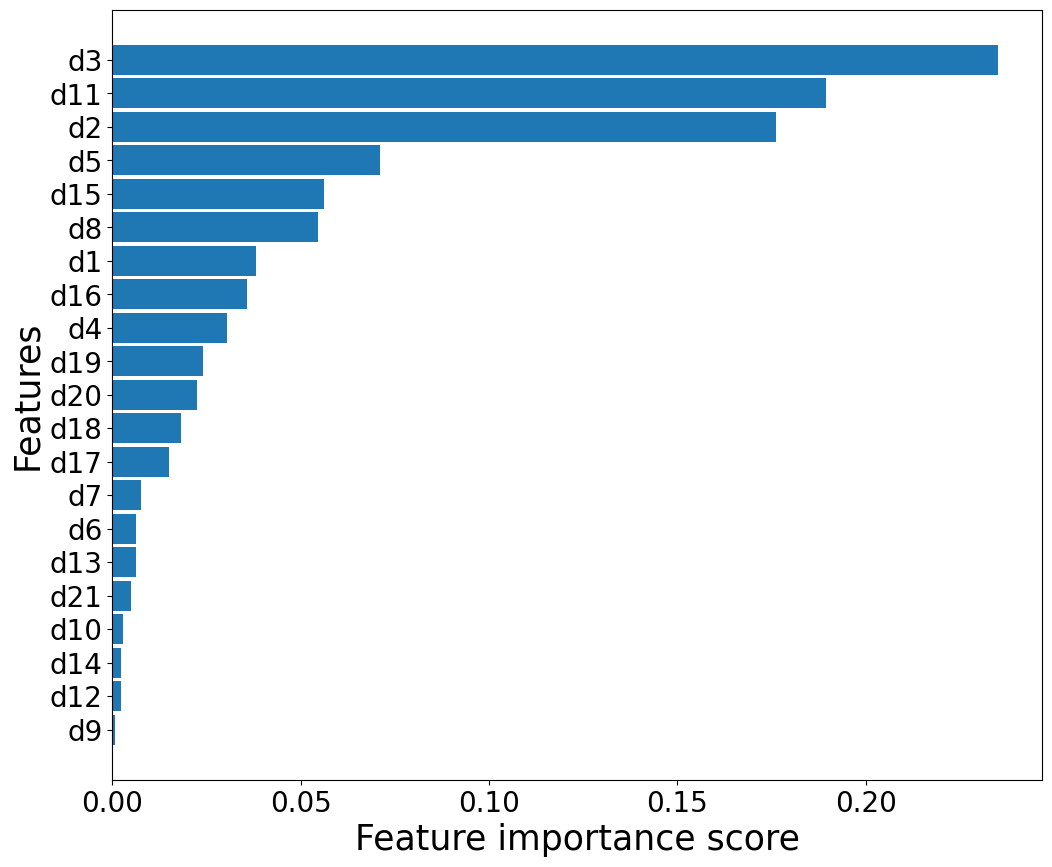 d3
d11
d2
d5
d15
d8
d1
d16
d4
d19
d20
d18
d17
d7
d6
d13
d21
d10
d14
d12
d9
Features
0.00 0.05 0.10 0.15 0.20
Feature importance score